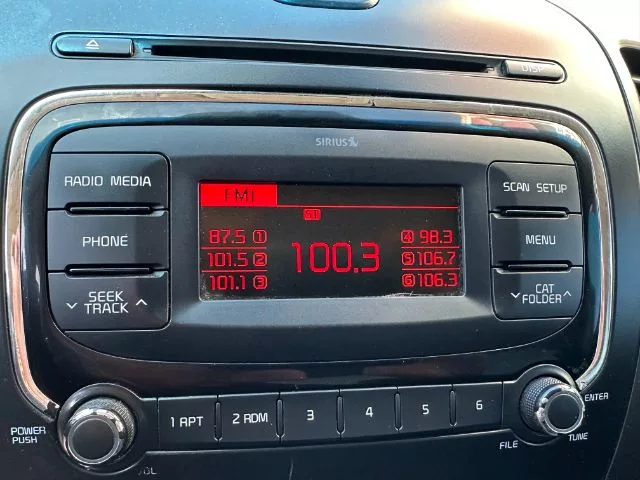 DISP
SIRIUS
RADIO MEDIA
PHONE
SEEK
TRACK
FM1
ST
87.5 1
101.5 2
101.1 3
100.3
4 98.3
5 106.7
6 106.3
SCAN SETUP
MENU
CAT
FOLDER
POWER
PUSH
VOL
1 RPT
2 RDM
3
4
5
6
FILE
ENTER
TUNE